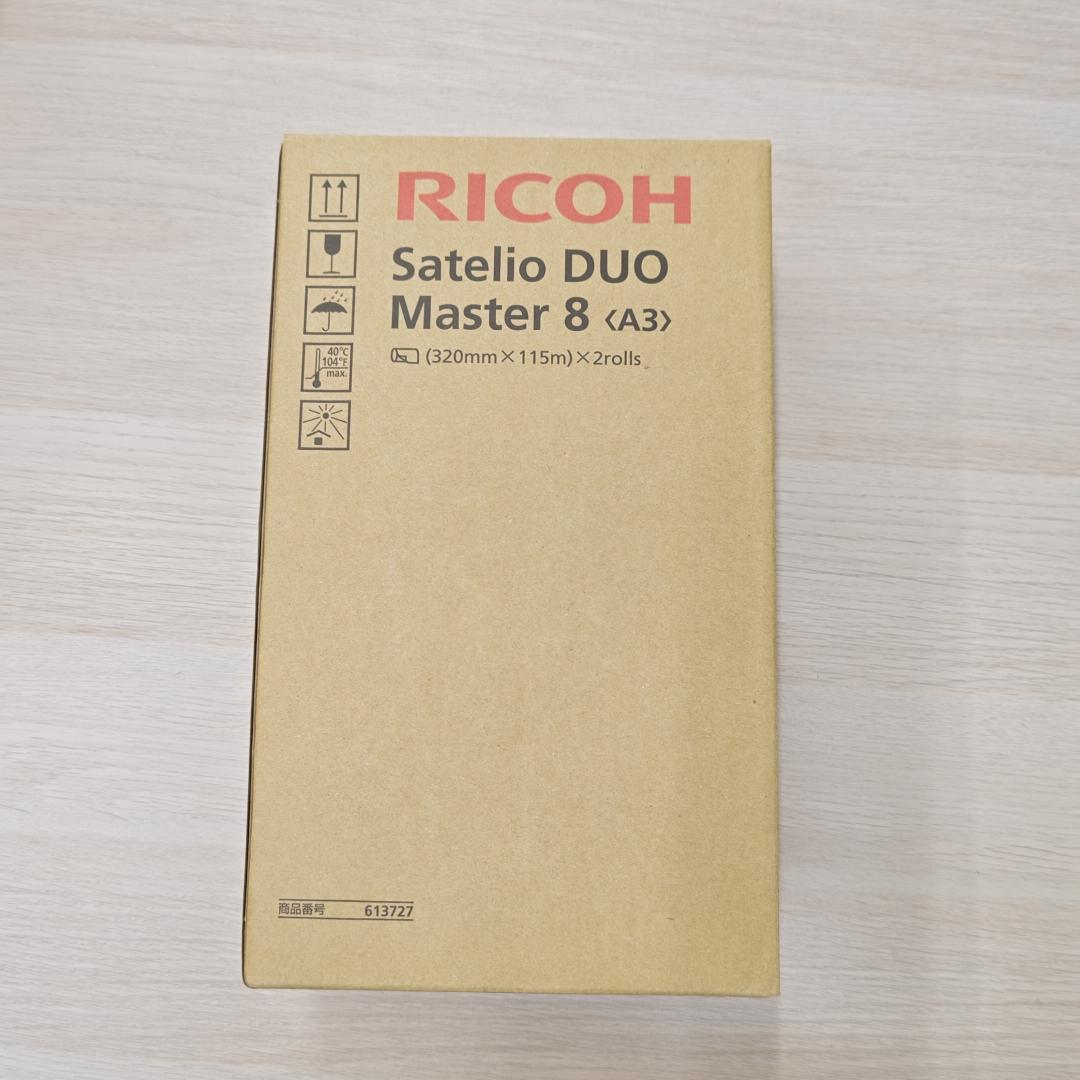 RICOH
Satelio DUO
Master 8 〈A3〉
(320mm×115m)×2rolls
40°C
104°F
max.
商品番号 613727